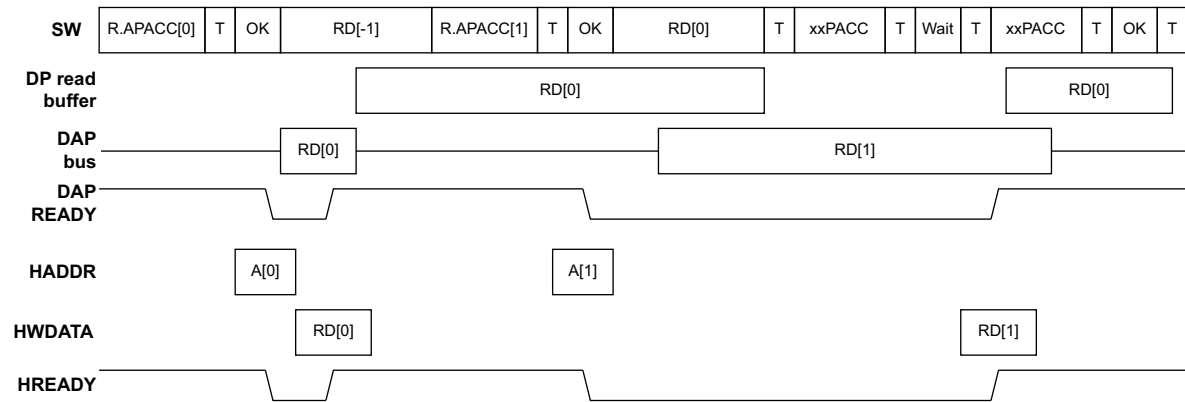 SW R.APACC[0] T OK RD[-1] R.APACC[1] T OK RD[0] T xxPACC T Wait T xxPACC T OK T
DP read
buffer
RD[0] RD[0]
DAP
bus
RD[0] RD[1]
DAP
READY
HADDR A[0] A[1]
HWDATA RD[0] RD[1]
HREADY